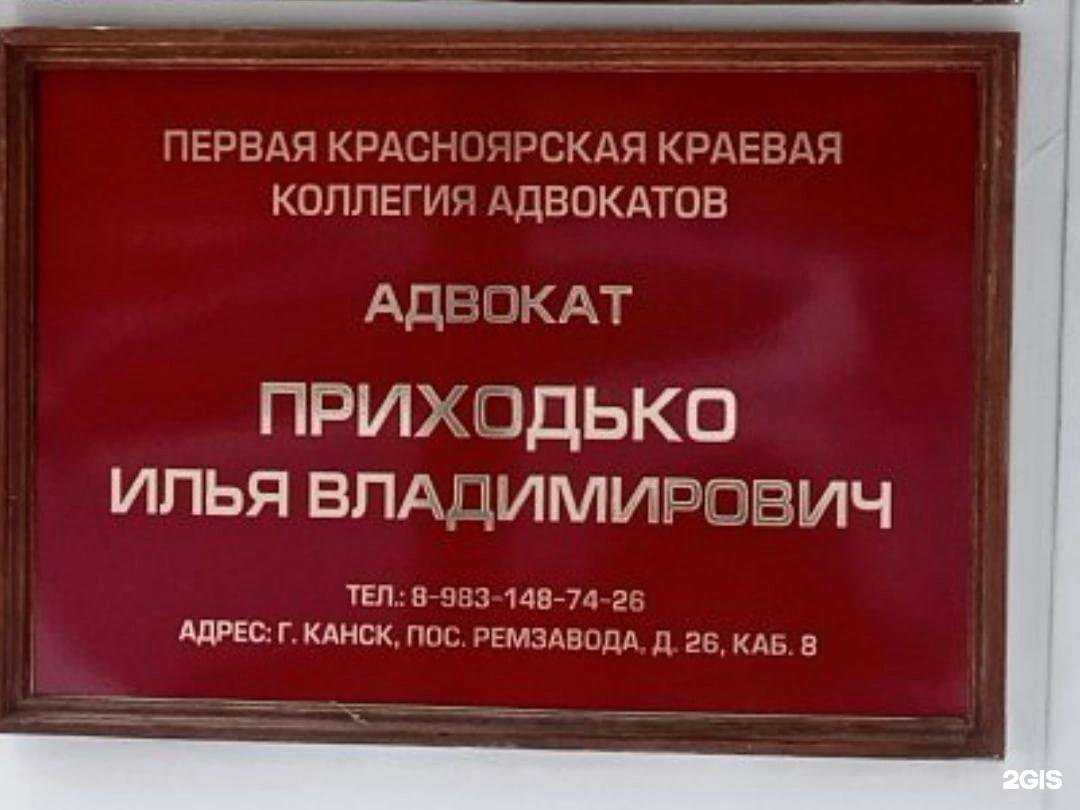 ПЕРВАЯ КРАСНОЯРСКАЯ КРАЕВАЯ
КОЛЛЕГИЯ АДВОКАТОВ
АДВОКАТ
ПРИХОДЬКО
ИЛЬЯ ВЛАДИМИРОВИЧ
ТЕЛ.: 8-983-148-74-26
АДРЕС: Г. КАНСК, ПОС. РЕМЗАВОДА, Д. 26, КАБ. 8
2GIS